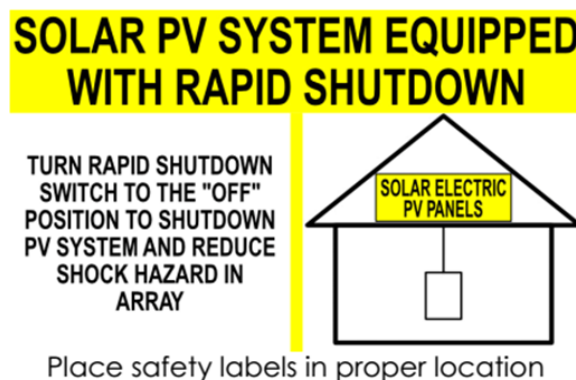 SOLAR PV SYSTEM EQUIPPED
WITH RAPID SHUTDOWN
TURN RAPID SHUTDOWN
SWITCH TO THE "OFF"
POSITION TO SHUTDOWN
PV SYSTEM AND REDUCE
SHOCK HAZARD IN
ARRAY
SOLAR ELECTRIC
PV PANELS
Place safety labels in proper location